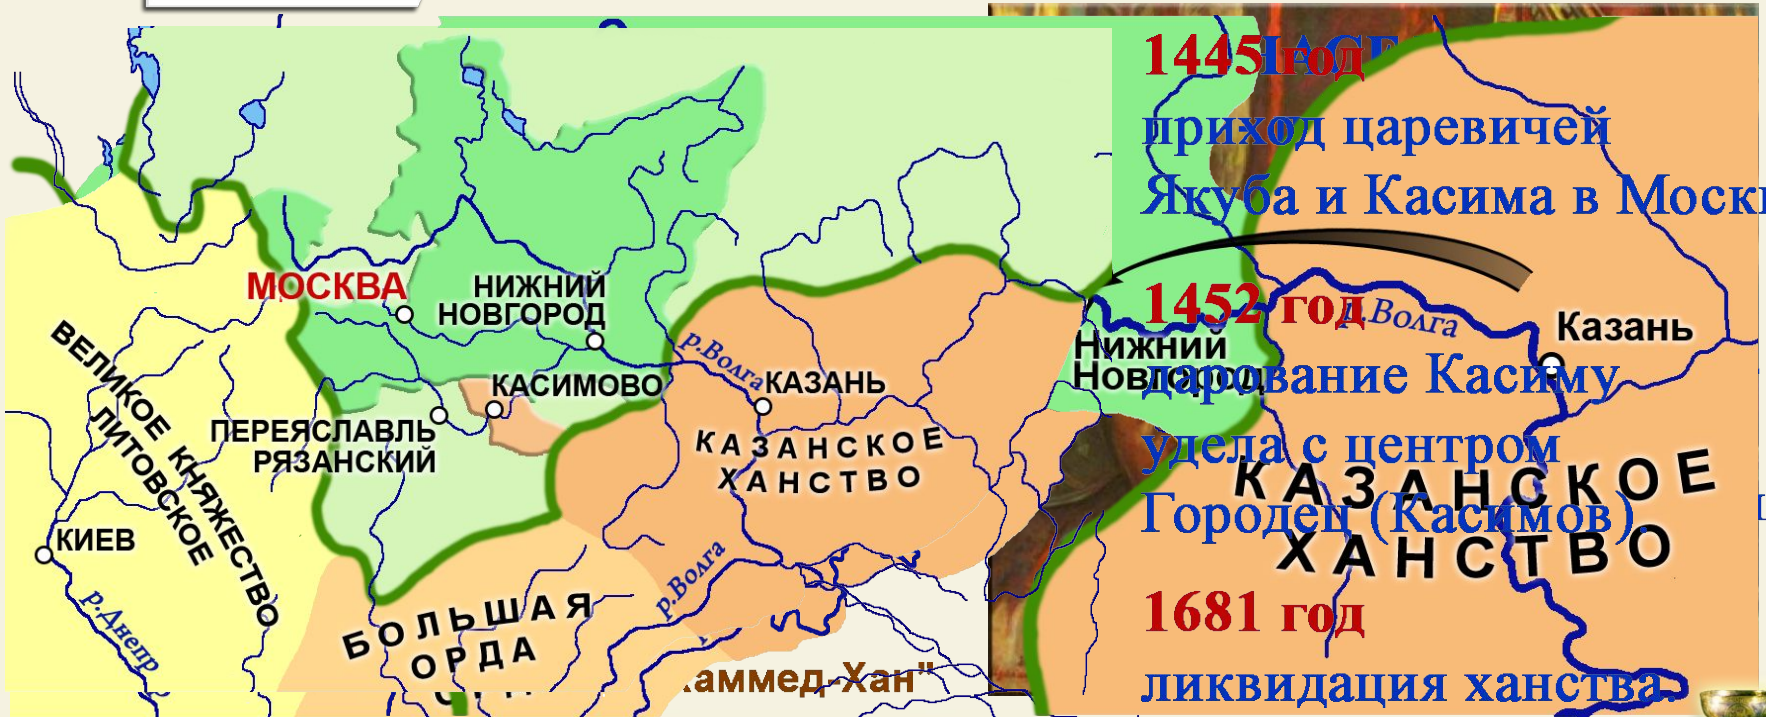 МОСКВА
НИЖНИЙ
НОВГОРОД
р.Волга
КАСИМОВО
КАЗАНЬ
ПЕРЕЯСЛАВЛЬ
РЯЗАНСКИЙ
КАЗАНСКОЕ
ХАНСТВО
ВЕЛИКОЕ КНЯЖЕСТВО
ЛИТОВСКОЕ
КИЕВ
р.Днепр
БОЛЬШАЯ
ОРДА
р.Волга
хаммед-Хан"
1445 год
приход царевичей
Якуба и Касима в Моск
1452 год
дарование Касиму
удела с центром
Городец (Касимов).
1681 год
ликвидация ханства.
р.Волга
Казань
Нижний
Новгород
КАЗАНСКОЕ
ХАНСТВО